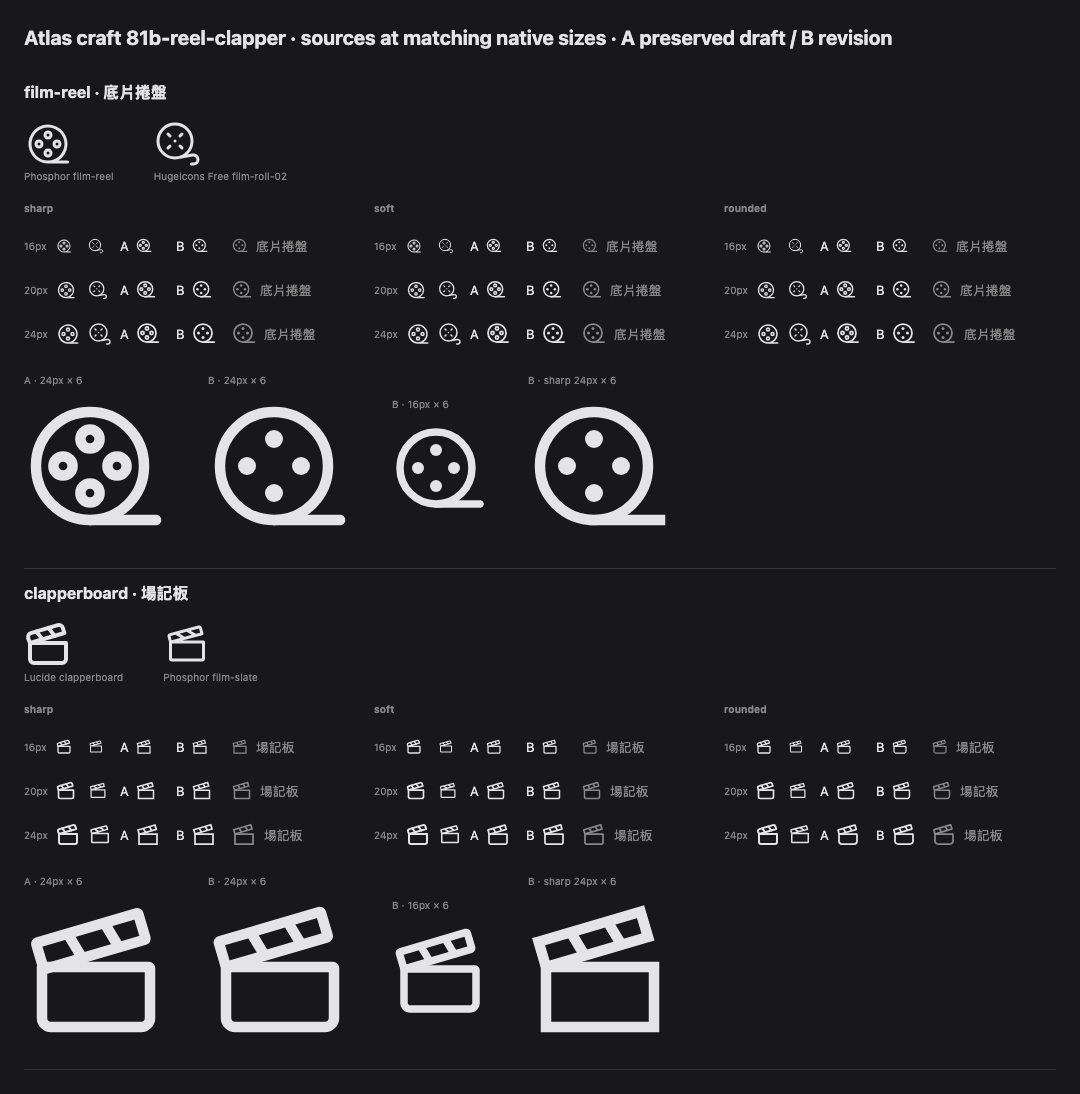 Atlas craft 81b-reel-clapper · sources at matching native sizes · A preserved draft / B revision
film-reel · 底片捲盤
Phosphor film-reel
Hugeicons Free film-roll-02
sharp
soft
rounded
16px A B 底片捲盤
16px A B 底片捲盤
16px A B 底片捲盤
20px A B 底片捲盤
20px A B 底片捲盤
20px A B 底片捲盤
24px A B 底片捲盤
24px A B 底片捲盤
24px A B 底片捲盤
A · 24px × 6
B · 24px × 6
B · 16px × 6
B · sharp 24px × 6
clapperboard · 場記板
Lucide clapperboard
Phosphor film-slate
sharp
soft
rounded
16px A B 場記板
16px A B 場記板
16px A B 場記板
20px A B 場記板
20px A B 場記板
20px A B 場記板
24px A B 場記板
24px A B 場記板
24px A B 場記板
A · 24px × 6
B · 24px × 6
B · 16px × 6
B · sharp 24px × 6